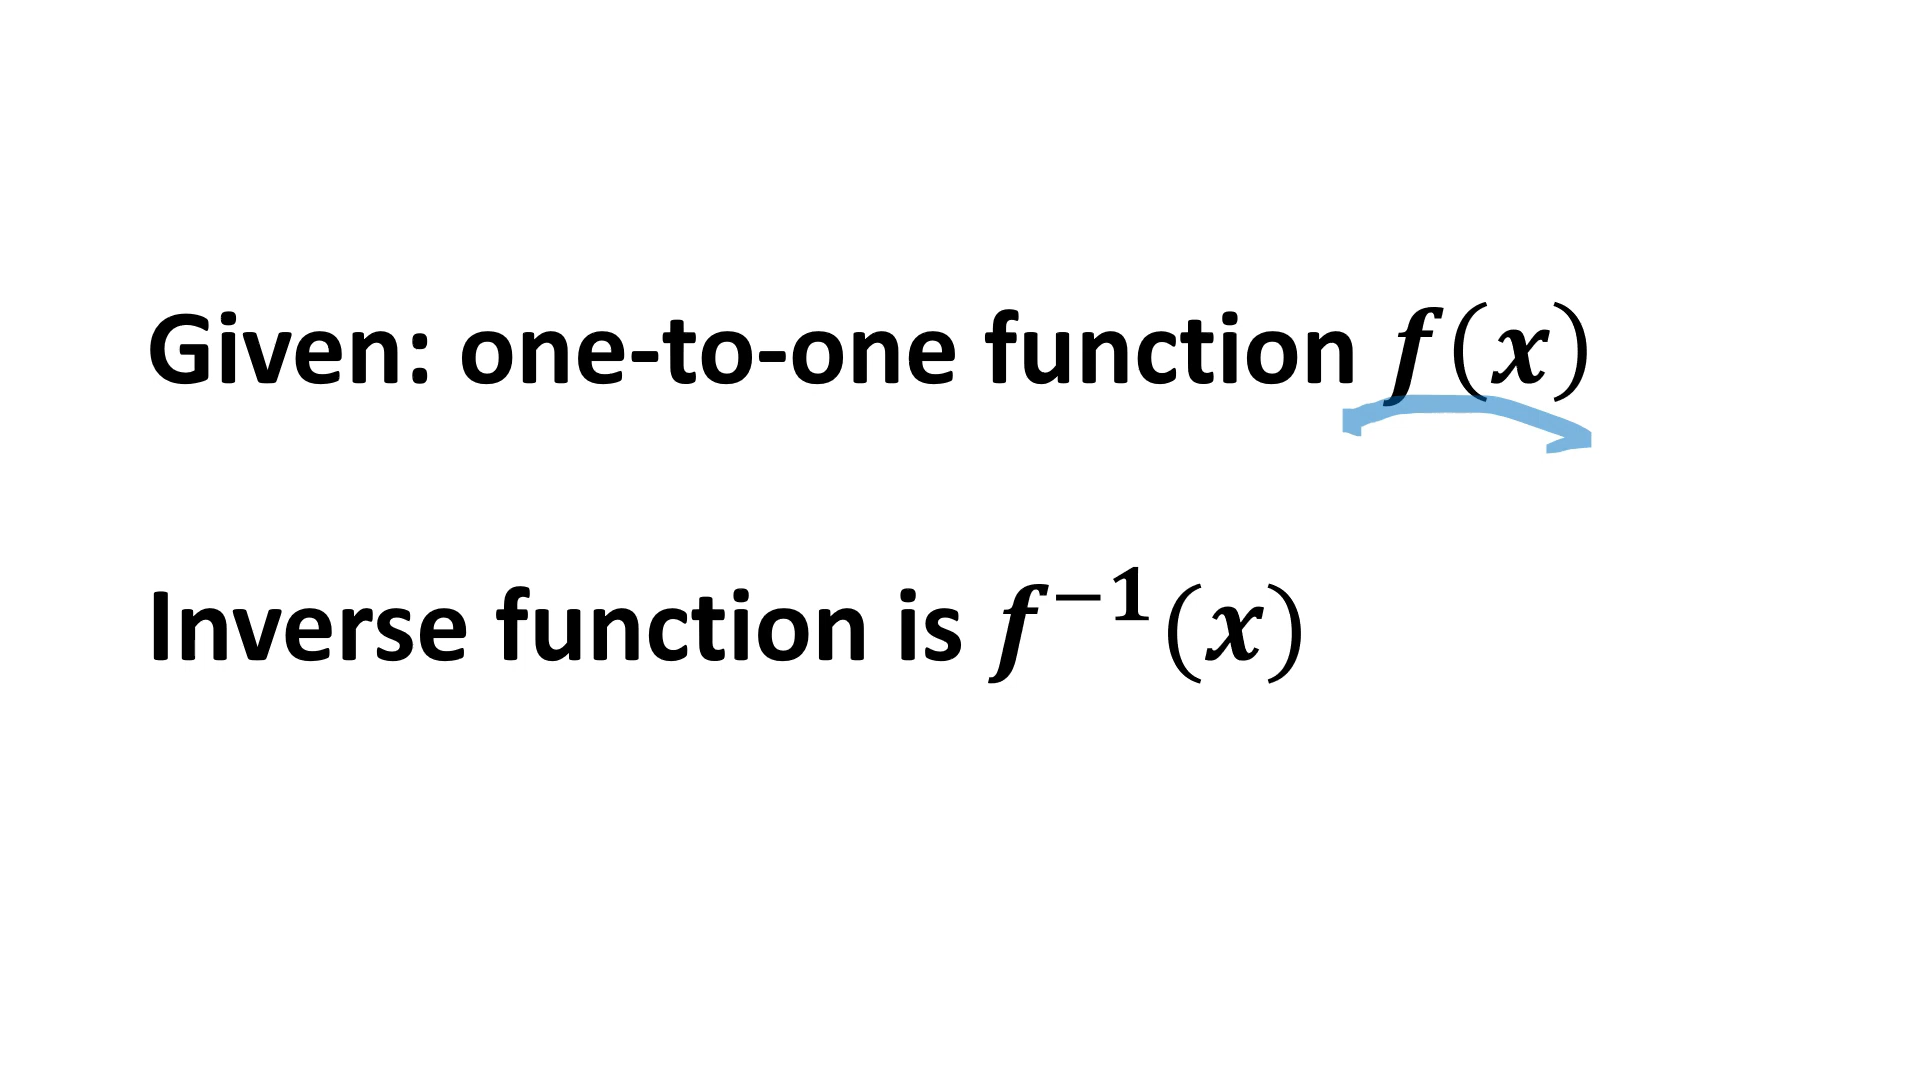 Given: one-to-one function 𝒇(𝒙)
Inverse function is 𝒇⁻¹(𝒙)